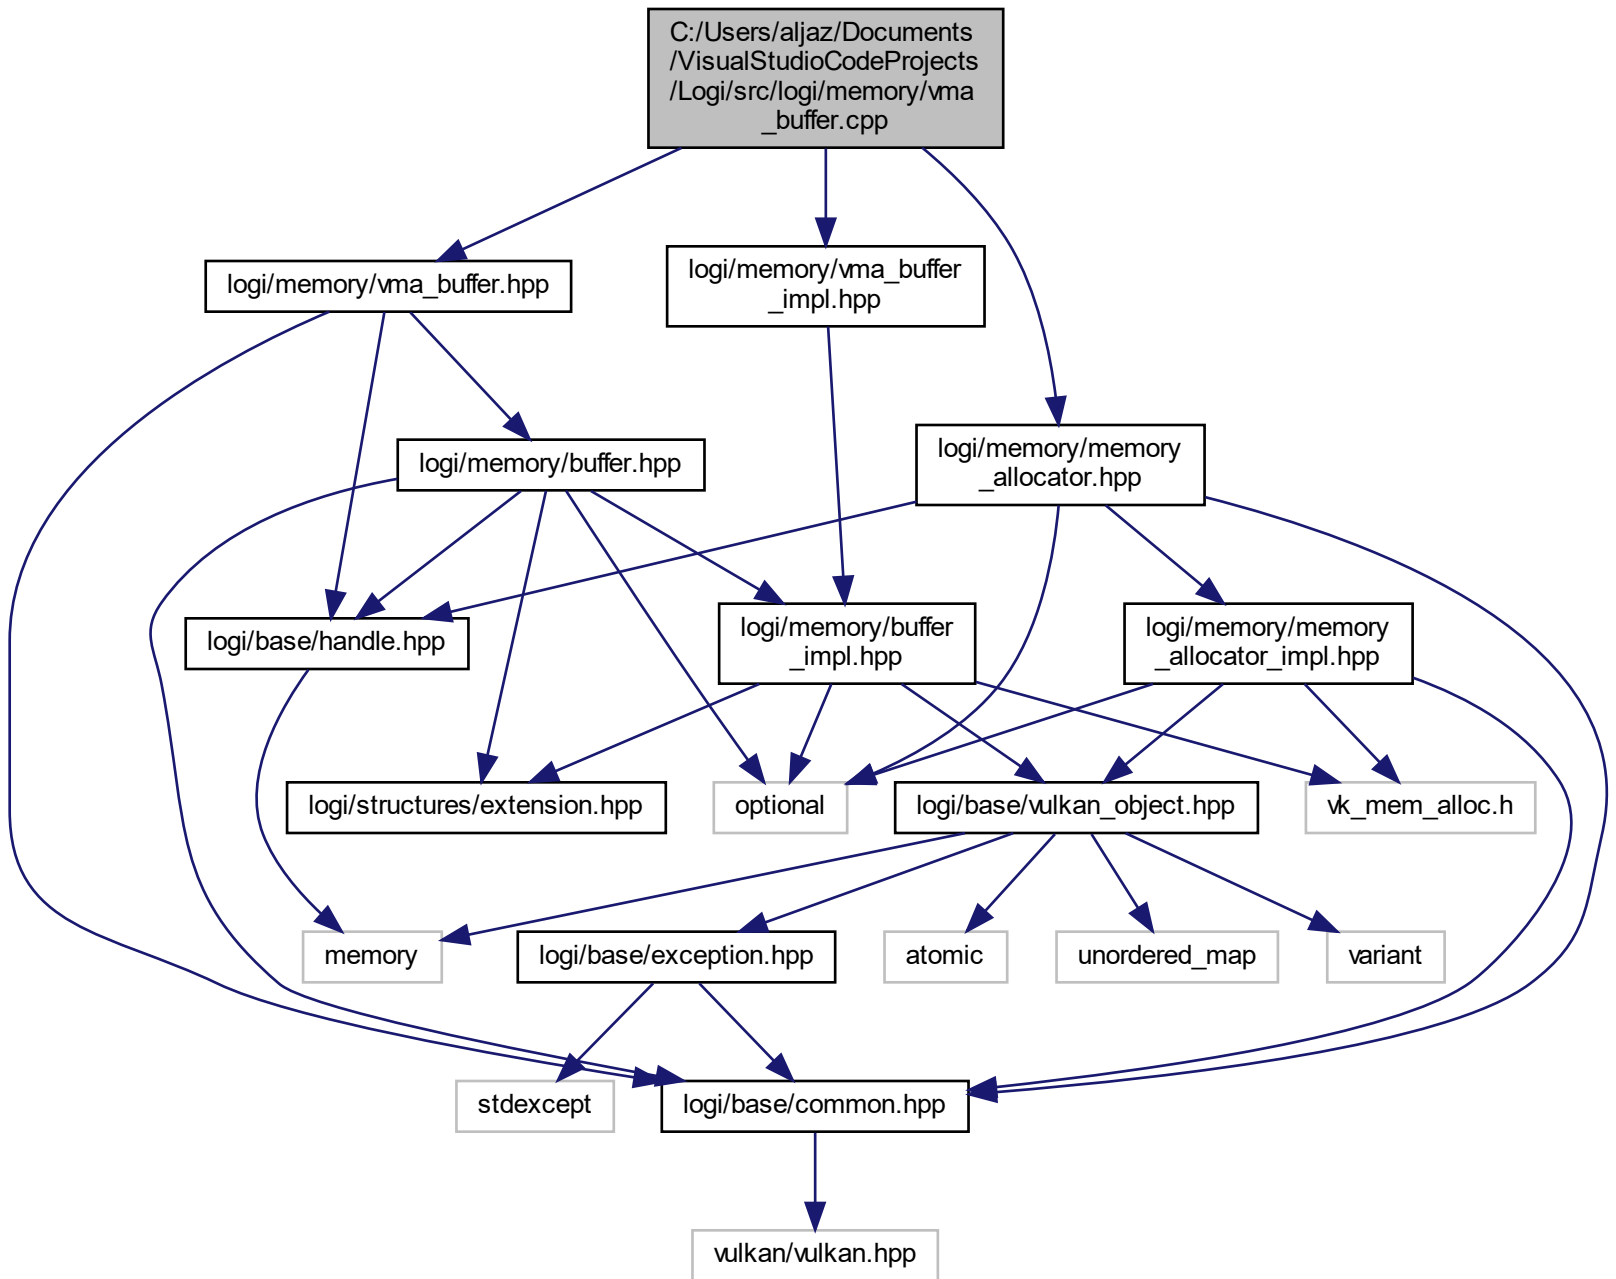 C:/Users/aljaz/Documents
/VisualStudioCodeProjects
/Logi/src/logi/memory/vma
_buffer.cpp
logi/memory/vma_buffer.hpp
logi/memory/vma_buffer
_impl.hpp
logi/memory/buffer.hpp
logi/memory/memory
_allocator.hpp
logi/base/handle.hpp
logi/memory/buffer
_impl.hpp
logi/memory/memory
_allocator_impl.hpp
logi/structures/extension.hpp
optional
logi/base/vulkan_object.hpp
vk_mem_alloc.h
memory
logi/base/exception.hpp
atomic
unordered_map
variant
stdexcept
logi/base/common.hpp
vulkan/vulkan.hpp